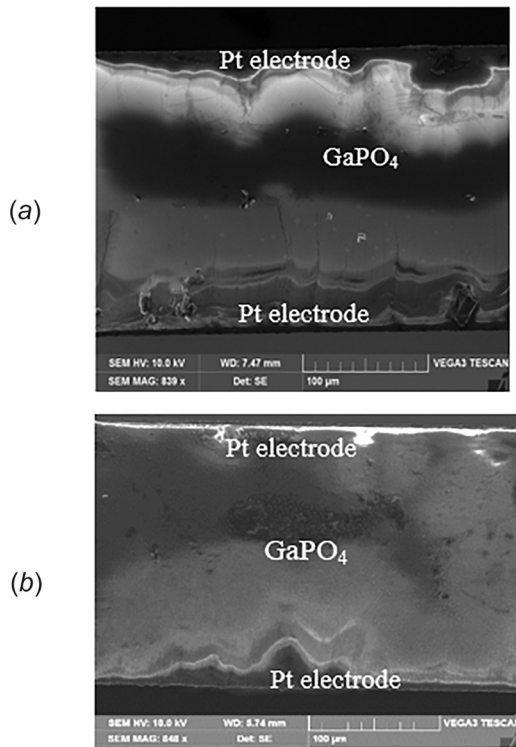 Pt electrode
(a)
GaPO4
Pt electrode
SEM HV: 10.0 kV WD: 7.47 mm VEGA3 TESCAN
SEM MAG: 839 x Det: SE 100 µm
Pt electrode
(b)
GaPO4
Pt electrode
SEM HV: 10.0 kV WD: 5.74 mm VEGA3 TESCAN
SEM MAG: 848 x Det: SE 100 µm